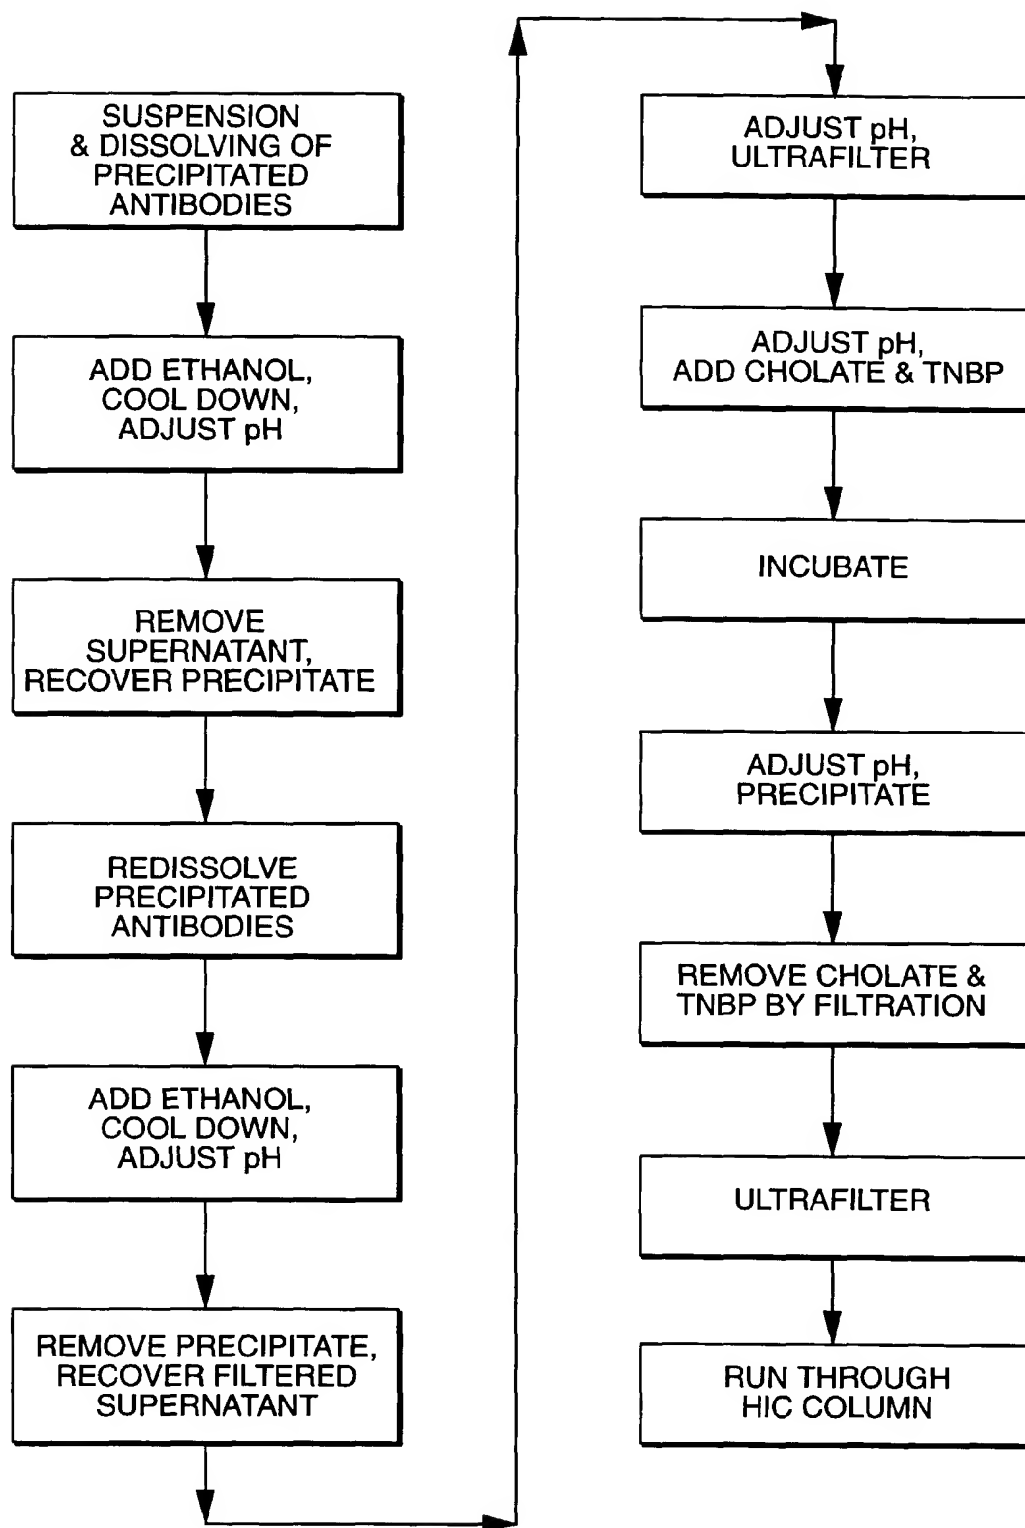 SUSPENSION
& DISSOLVING OF
PRECIPITATED
ANTIBODIES
ADD ETHANOL,
COOL DOWN,
ADJUST pH
REMOVE
SUPERNATANT,
RECOVER PRECIPITATE
REDISSOLVE
PRECIPITATED
ANTIBODIES
ADD ETHANOL,
COOL DOWN,
ADJUST pH
REMOVE PRECIPITATE,
RECOVER FILTERED
SUPERNATANT
ADJUST pH,
ULTRAFILTER
ADJUST pH,
ADD CHOLATE & TNBP
INCUBATE
ADJUST pH,
PRECIPITATE
REMOVE CHOLATE &
TNBP BY FILTRATION
ULTRAFILTER
RUN THROUGH
HIC COLUMN